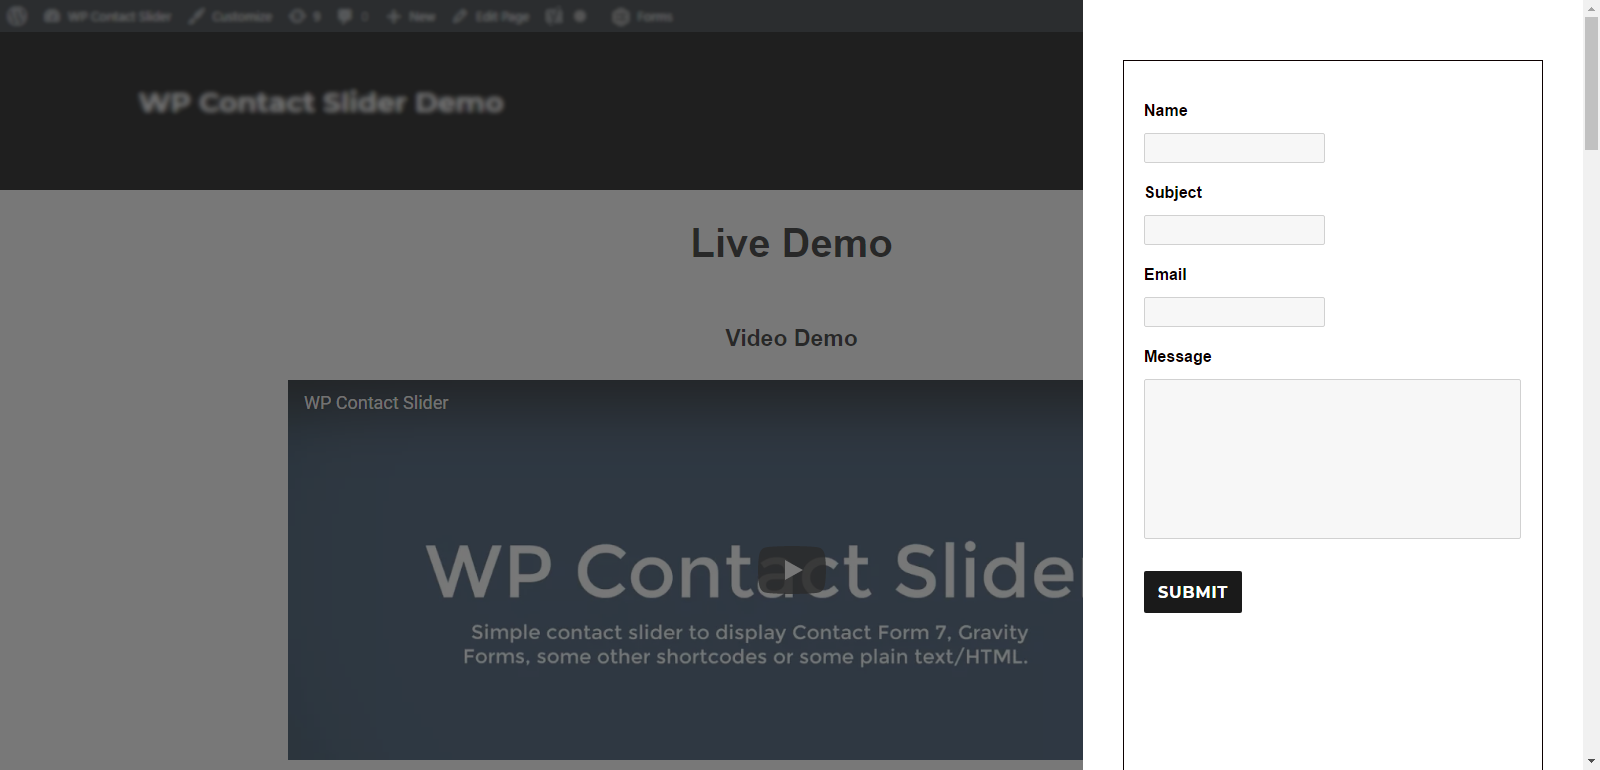 WP Contact Slider
Customize
9
0
New
Edit Page
Forms
WP Contact Slider Demo
Live Demo
Video Demo
WP Contact Slider
WP Contact Slider
Simple contact slider to display Contact Form 7, Gravity
Forms, some other shortcodes or some plain text/HTML.
Name
Subject
Email
Message
SUBMIT